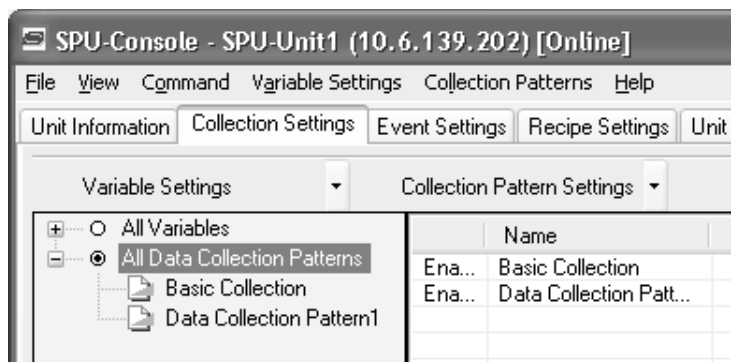 SPU-Console - SPU-Unit1 (10.6.139.202) [Online]
File View Command Variable Settings Collection Patterns Help
Unit Information Collection Settings Event Settings Recipe Settings Unit
Variable Settings Collection Pattern Settings
All Variables
All Data Collection Patterns
Basic Collection
Data Collection Pattern1
Name
Ena... Basic Collection
Ena... Data Collection Patt...